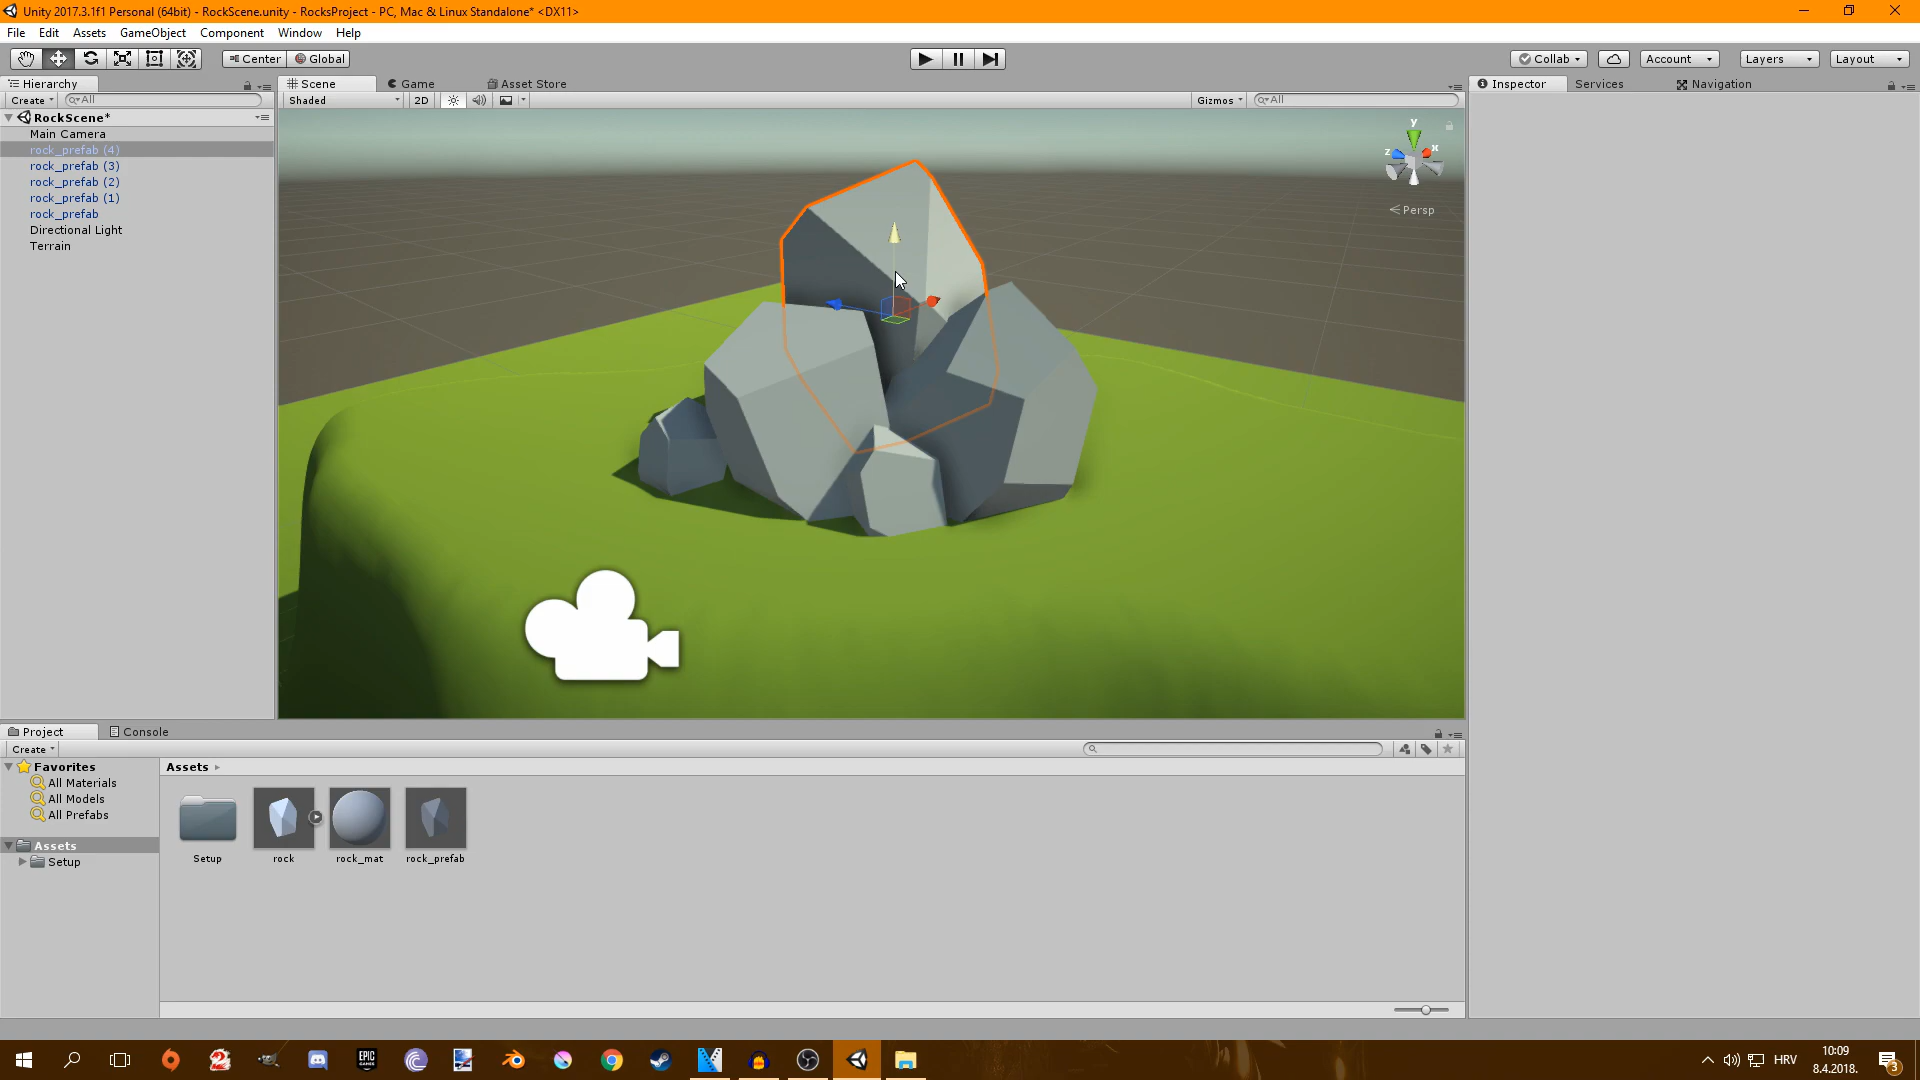 Unity 2017.3.1f1 Personal (64bit) - RockScene.unity - RocksProject - PC, Mac & Linux Standalone* <DX11>
File Edit Assets GameObject Component Window Help
Center Global Collab Account Layers Layout
Hierarchy Scene Game Asset Store Inspector Services Navigation
Create All Shaded 2D Gizmos All
RockScene*
Main Camera
rock_prefab (4)
rock_prefab (3)
rock_prefab (2)
rock_prefab (1)
rock_prefab
Directional Light
Terrain
y
z x
Persp
Project Console
Create
Favorites
All Materials
All Models
All Prefabs
Assets
Setup
Assets
Setup rock rock_mat rock_prefab
EPIC GAMES
HRV
10:09
8.4.2018.
3